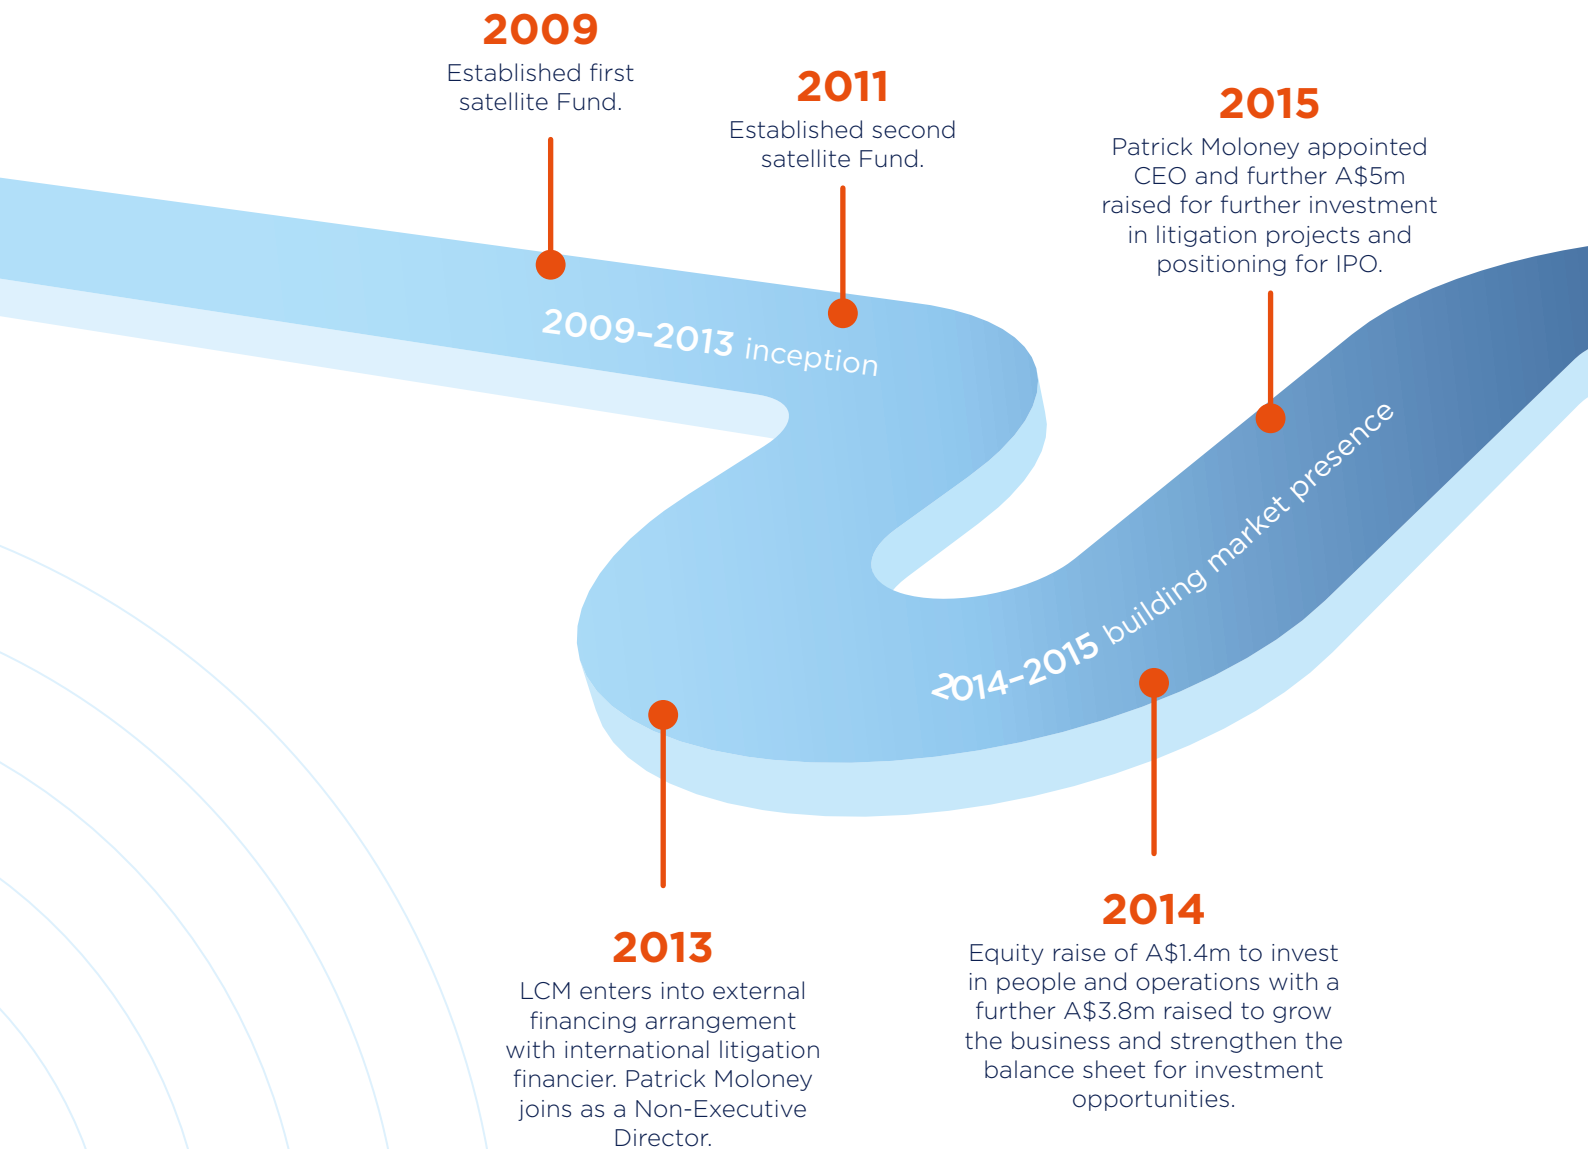 2009
Established first
satellite Fund.
2011
Established second
satellite Fund.
2015
Patrick Moloney appointed
CEO and further A$5m
raised for further investment
in litigation projects and
positioning for IPO.
2009–2013 inception
2014–2015 building market presence
2013
LCM enters into external
financing arrangement
with international litigation
financier. Patrick Moloney
joins as a Non-Executive
Director.
2014
Equity raise of A$1.4m to invest
in people and operations with a
further A$3.8m raised to grow
the business and strengthen the
balance sheet for investment
opportunities.